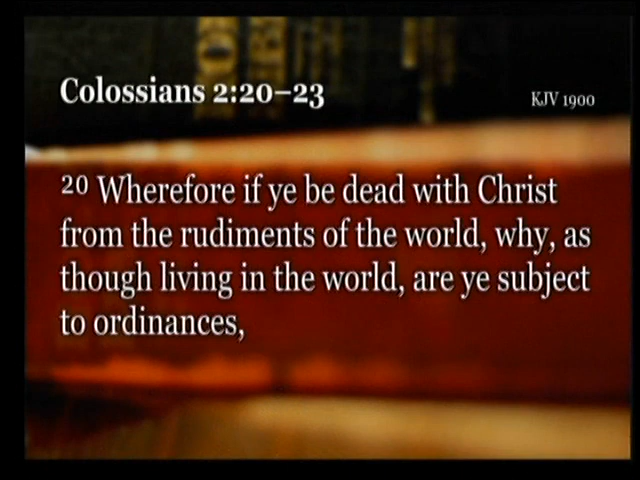 Colossians 2:20–23
KJV 1900
20 Wherefore if ye be dead with Christ
from the rudiments of the world, why, as
though living in the world, are ye subject
to ordinances,